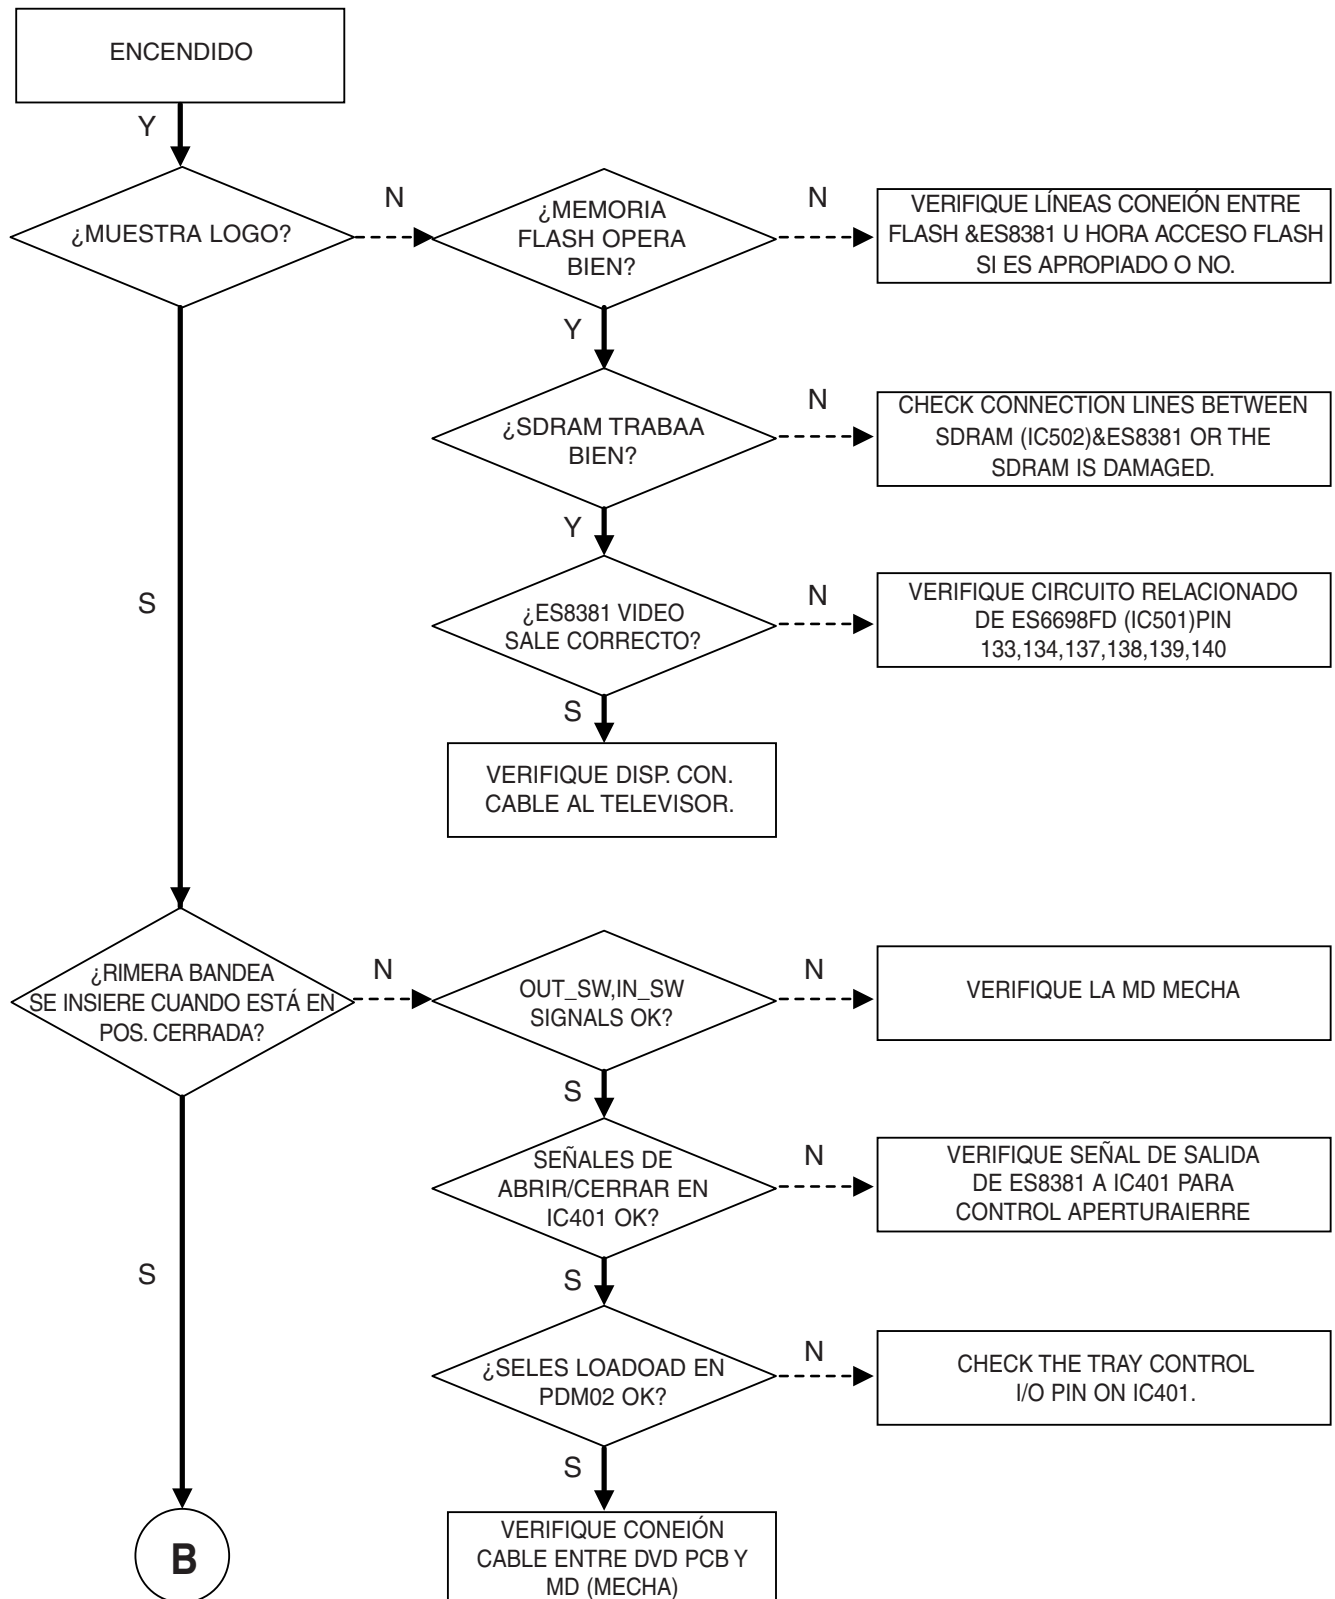 ENCENDIDO
Y
¿MUESTRA LOGO?
N
¿MEMORIA
FLASH OPERA
BIEN?
N
VERIFIQUE LÍNEAS CONEIÓN ENTRE
FLASH &ES8381 U HORA ACCESO FLASH
SI ES APROPIADO O NO.
Y
¿SDRAM TRABAA
BIEN?
N
CHECK CONNECTION LINES BETWEEN
SDRAM (IC502)&ES8381 OR THE
SDRAM IS DAMAGED.
Y
S
¿ES8381 VIDEO
SALE CORRECTO?
N
VERIFIQUE CIRCUITO RELACIONADO
DE ES6698FD (IC501)PIN
133,134,137,138,139,140
S
VERIFIQUE DISP. CON.
CABLE AL TELEVISOR.
¿RIMERA BANDEA
SE INSIERE CUANDO ESTÁ EN
POS. CERRADA?
N
OUT_SW,IN_SW
SIGNALS OK?
N
VERIFIQUE LA MD MECHA
S
SEÑALES DE
ABRIR/CERRAR EN
IC401 OK?
N
VERIFIQUE SEÑAL DE SALIDA
DE ES8381 A IC401 PARA
CONTROL APERTURAIERRE
S
S
¿SELES LOADOAD EN
PDM02 OK?
N
CHECK THE TRAY CONTROL
I/O PIN ON IC401.
S
VERIFIQUE CONEIÓN
CABLE ENTRE DVD PCB Y
MD (MECHA)
B